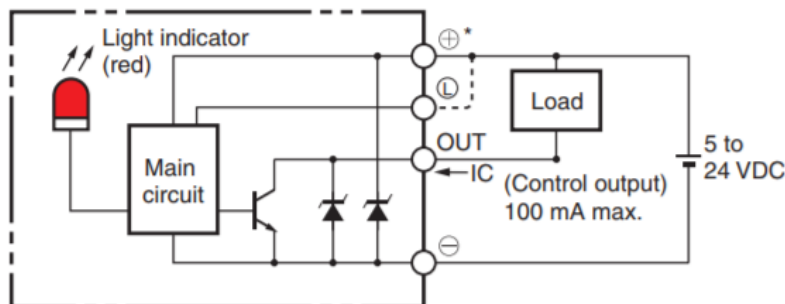 Light indicator
(red)
⊕*
Ⓛ
Load
OUT
Main
circuit
IC
(Control output)
100 mA max.
5 to
24 VDC
⊖